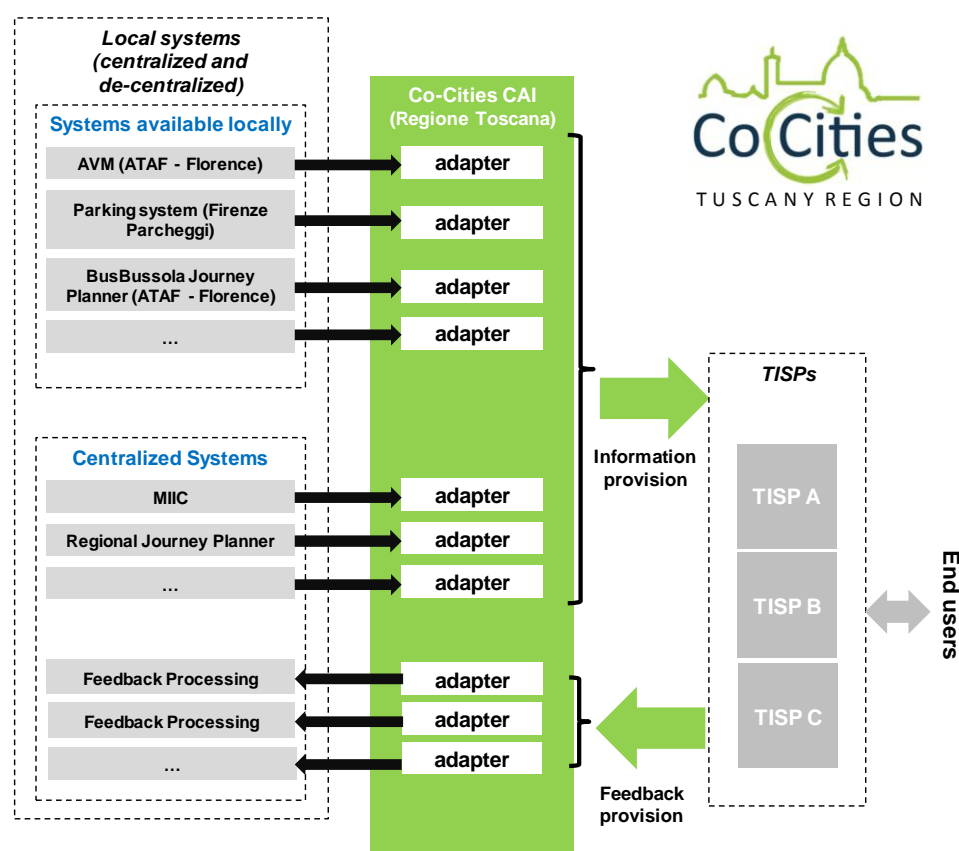 Local systems
(centralized and
de-centralized)
Systems available locally
AVM (ATAF - Florence)
Parking system (Firenze
Parcheggi)
BusBussola Journey
Planner (ATAF - Florence)
…
Centralized Systems
MIIC
Regional Journey Planner
…
Feedback Processing
Feedback Processing
…
Co-Cities CAI
(Regione Toscana)
adapter
adapter
adapter
adapter
adapter
adapter
adapter
adapter
adapter
adapter
Co Cities
TUSCANY REGION
Information
provision
Feedback
provision
TISPs
TISP A
TISP B
TISP C
End users